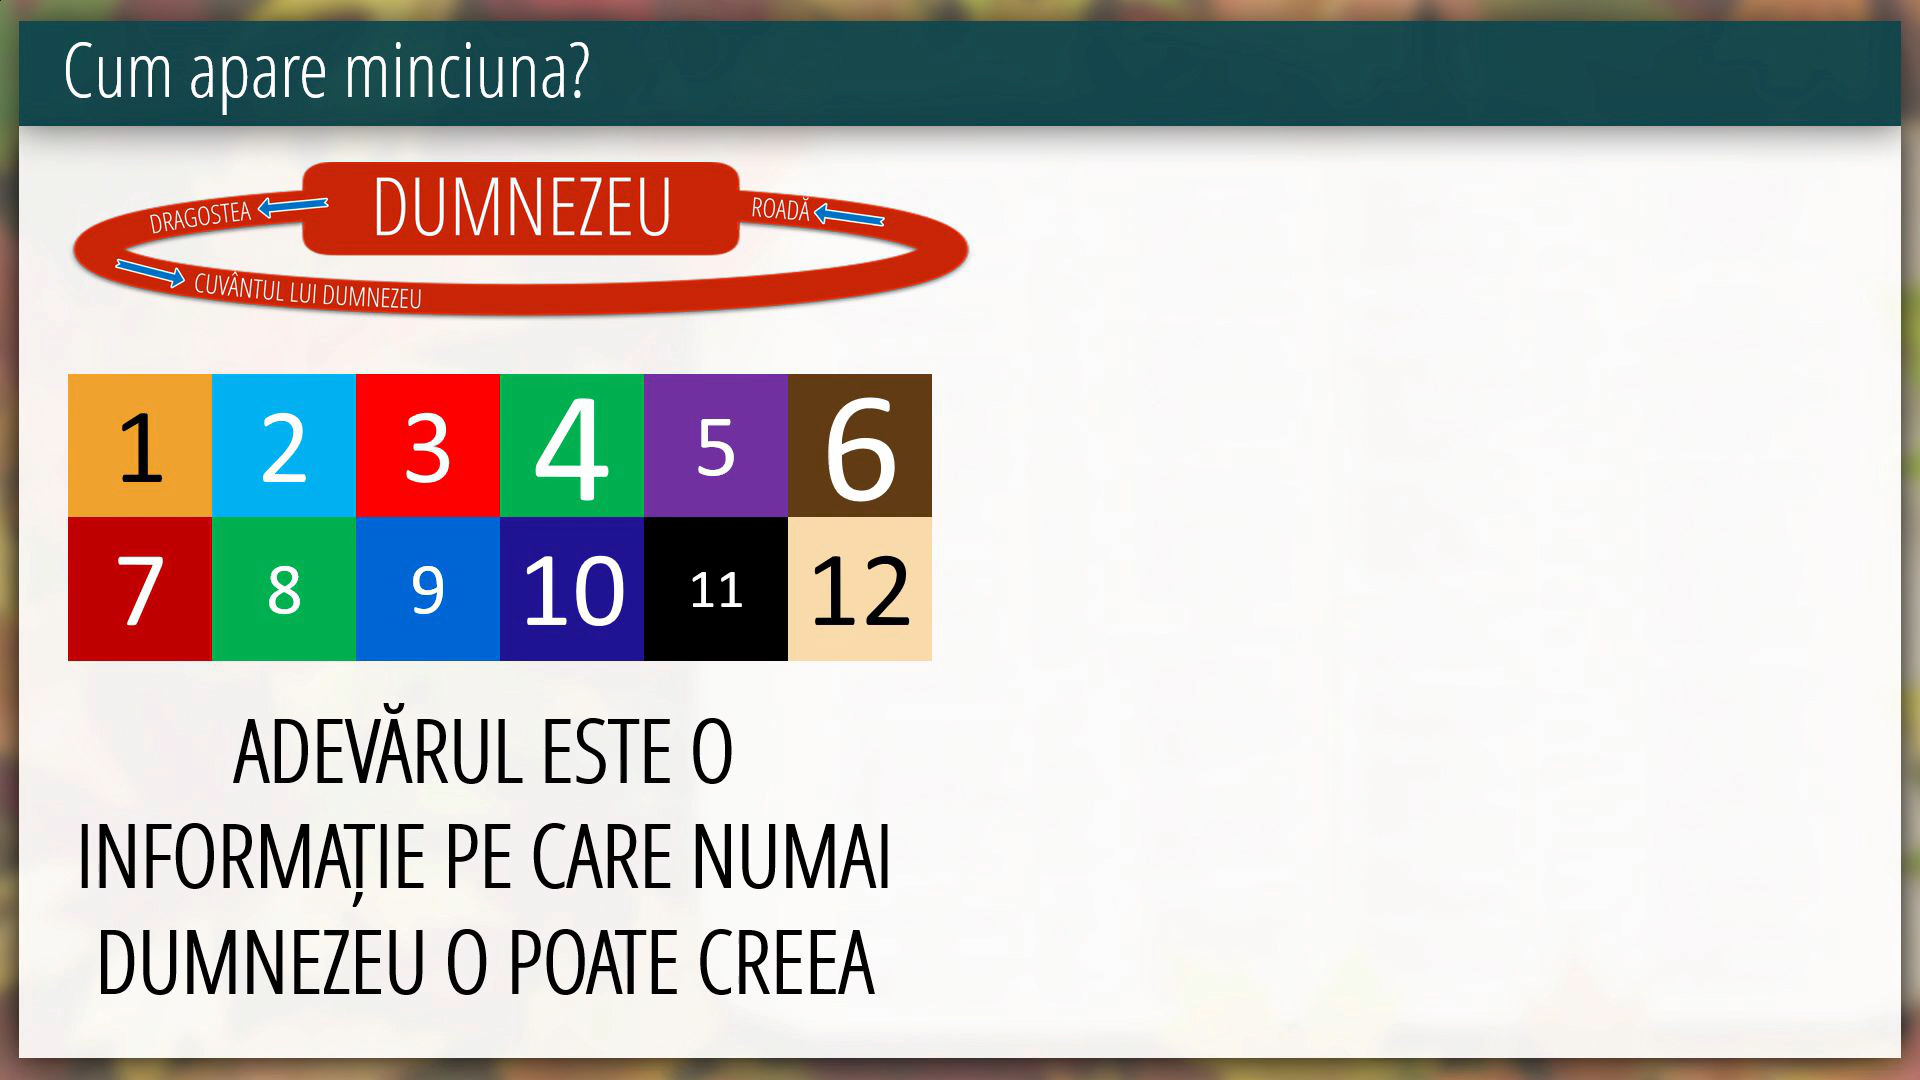 Cum apare minciuna?
DUMNEZEU
DRAGOSTEA
ROADĂ
CUVÂNTUL LUI DUMNEZEU
1 2 3 4 5 6
7 8 9 10 11 12
ADEVĂRUL ESTE O
INFORMAȚIE PE CARE NUMAI
DUMNEZEU O POATE CREEA